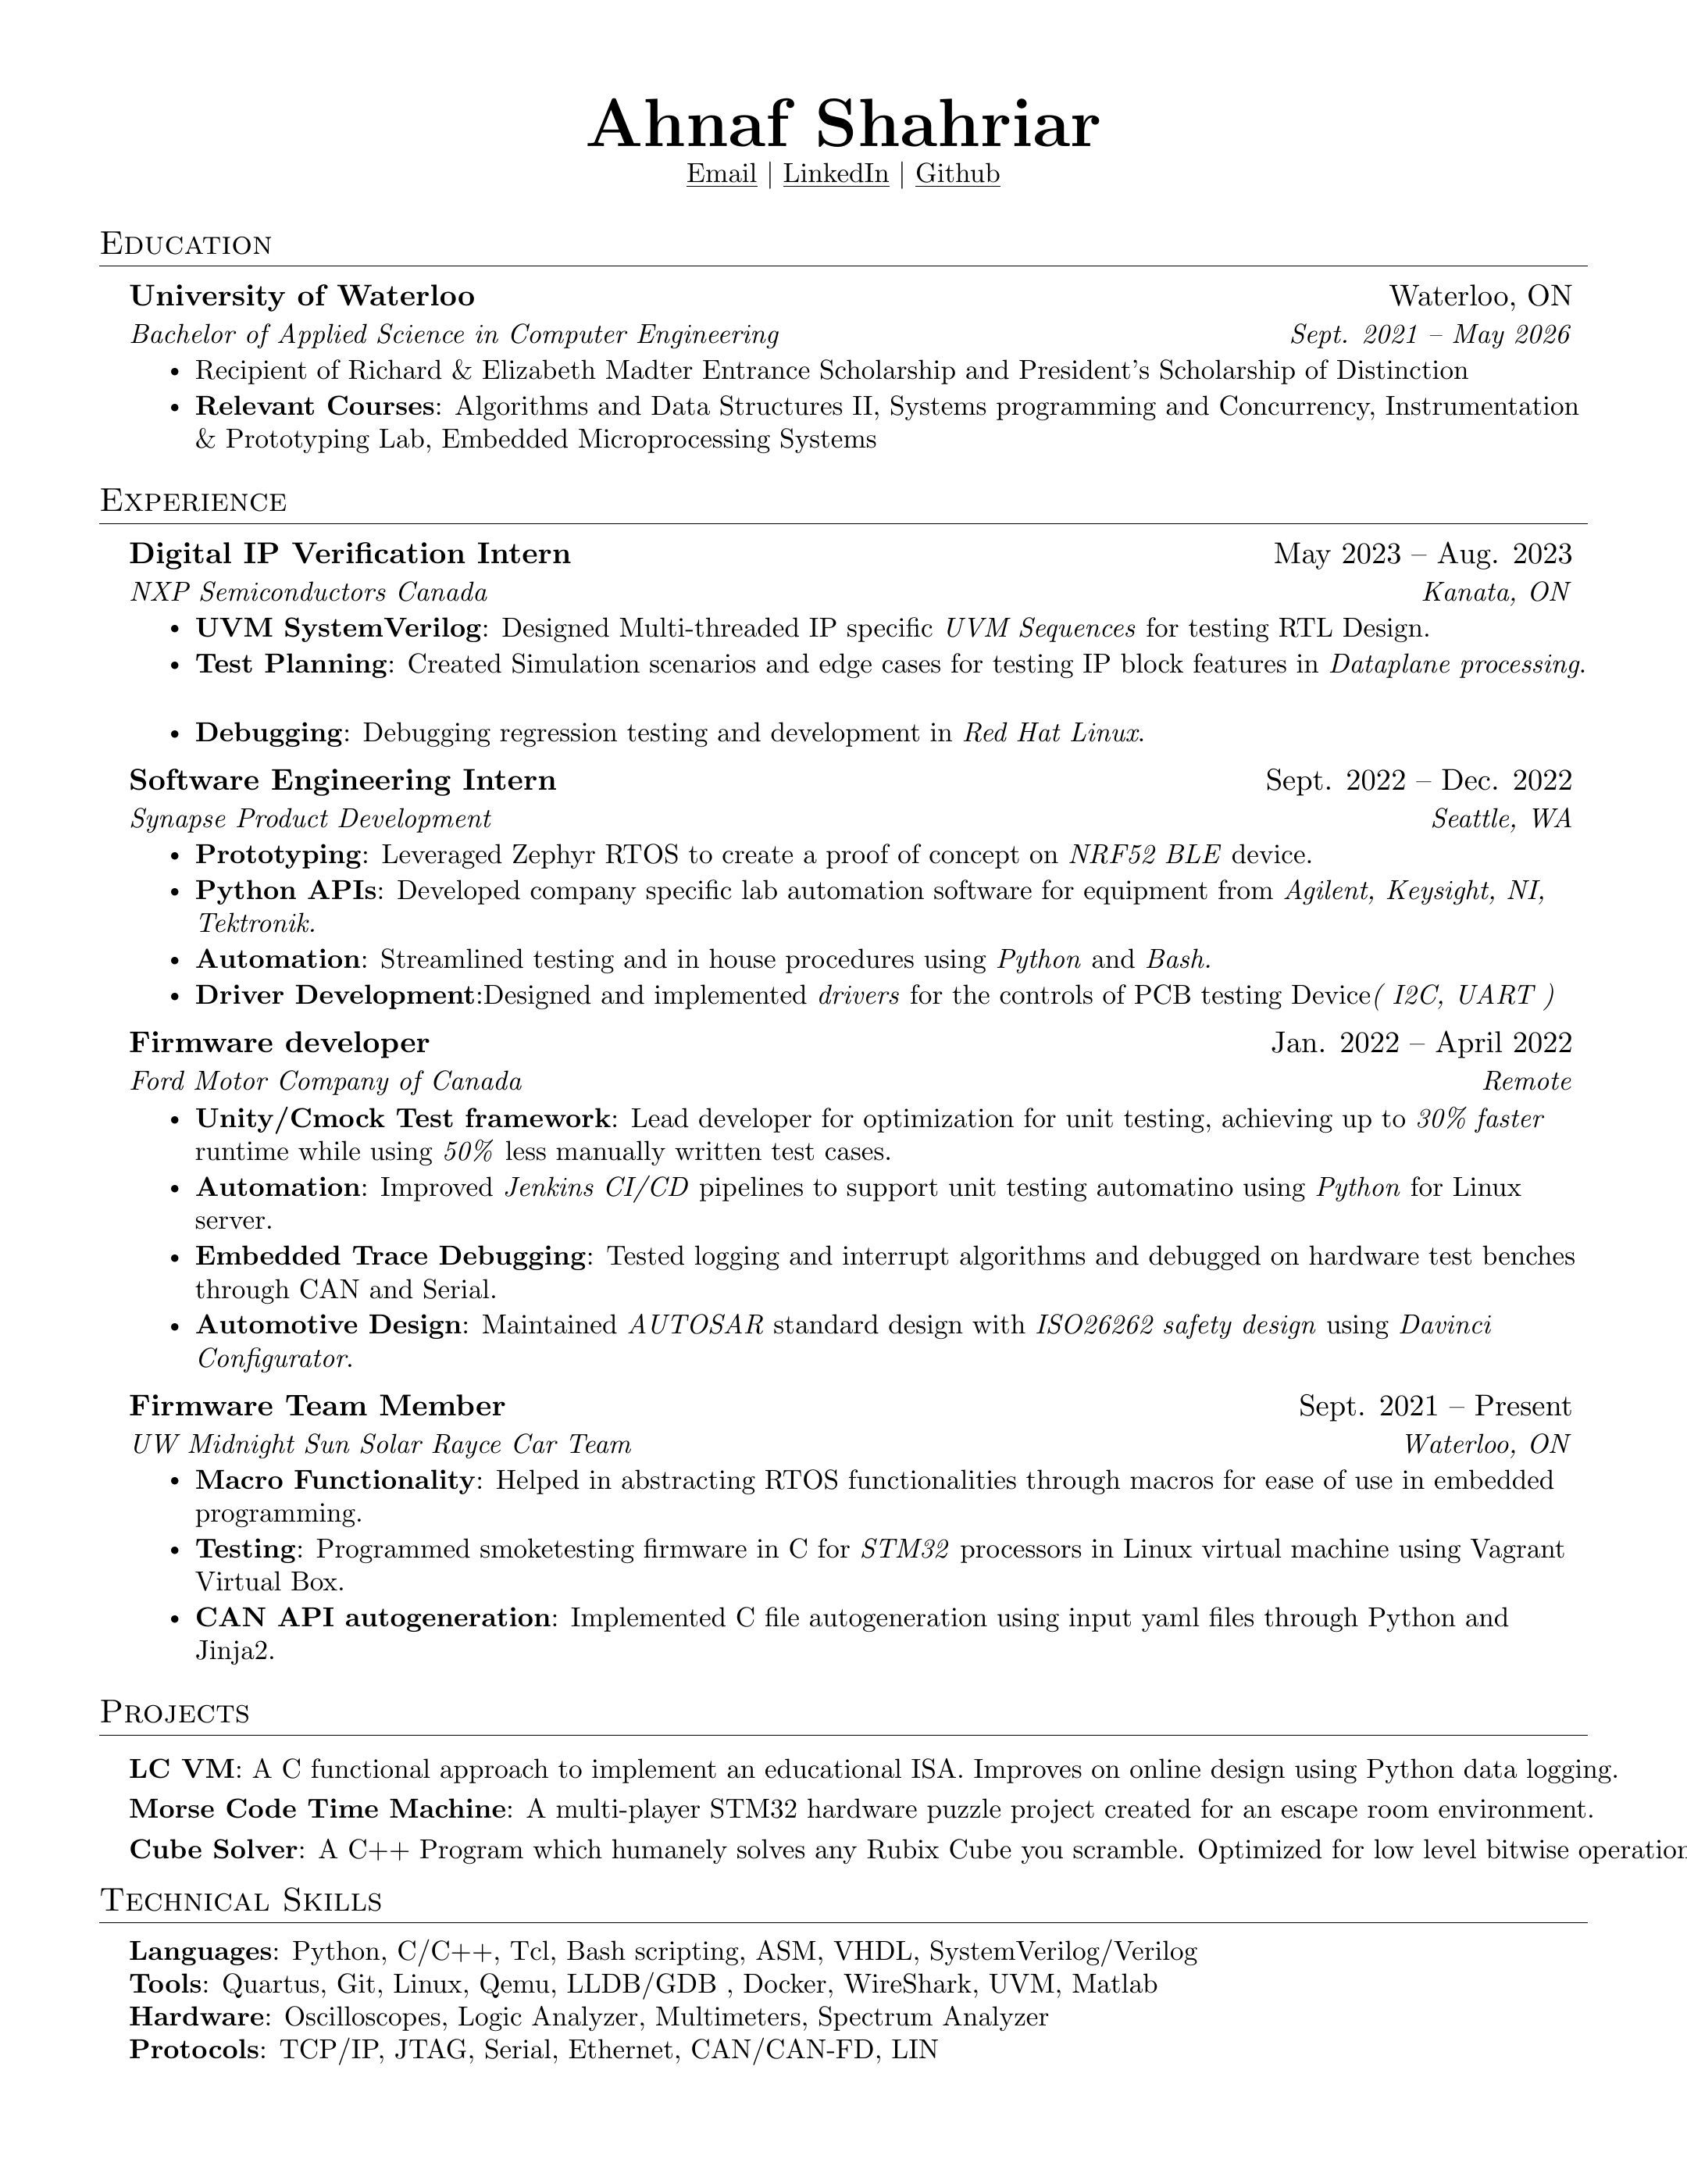 Ahnaf Shahriar
Email | LinkedIn | Github
Education
University of Waterloo Waterloo, ON
Bachelor of Applied Science in Computer Engineering Sept. 2021 – May 2026
• Recipient of Richard & Elizabeth Madter Entrance Scholarship and President's Scholarship of Distinction
• Relevant Courses: Algorithms and Data Structures II, Systems programming and Concurrency, Instrumentation
& Prototyping Lab, Embedded Microprocessing Systems
Experience
Digital IP Verification Intern May 2023 – Aug. 2023
NXP Semiconductors Canada Kanata, ON
• UVM SystemVerilog: Designed Multi-threaded IP specific UVM Sequences for testing RTL Design.
• Test Planning: Created Simulation scenarios and edge cases for testing IP block features in Dataplane processing.
• Debugging: Debugging regression testing and development in Red Hat Linux.
Software Engineering Intern Sept. 2022 – Dec. 2022
Synapse Product Development Seattle, WA
• Prototyping: Leveraged Zephyr RTOS to create a proof of concept on NRF52 BLE device.
• Python APIs: Developed company specific lab automation software for equipment from Agilent, Keysight, NI,
Tektronik.
• Automation: Streamlined testing and in house procedures using Python and Bash.
• Driver Development:Designed and implemented drivers for the controls of PCB testing Device( I2C, UART )
Firmware developer Jan. 2022 – April 2022
Ford Motor Company of Canada Remote
• Unity/Cmock Test framework: Lead developer for optimization for unit testing, achieving up to 30% faster
runtime while using 50% less manually written test cases.
• Automation: Improved Jenkins CI/CD pipelines to support unit testing automatino using Python for Linux
server.
• Embedded Trace Debugging: Tested logging and interrupt algorithms and debugged on hardware test benches
through CAN and Serial.
• Automotive Design: Maintained AUTOSAR standard design with ISO26262 safety design using Davinci
Configurator.
Firmware Team Member Sept. 2021 – Present
UW Midnight Sun Solar Rayce Car Team Waterloo, ON
• Macro Functionality: Helped in abstracting RTOS functionalities through macros for ease of use in embedded
programming.
• Testing: Programmed smoketesting firmware in C for STM32 processors in Linux virtual machine using Vagrant
Virtual Box.
• CAN API autogeneration: Implemented C file autogeneration using input yaml files through Python and
Jinja2.
Projects
LC VM: A C functional approach to implement an educational ISA. Improves on online design using Python data logging.
Morse Code Time Machine: A multi-player STM32 hardware puzzle project created for an escape room environment.
Cube Solver: A C++ Program which humanely solves any Rubix Cube you scramble. Optimized for low level bitwise operation
Technical Skills
Languages: Python, C/C++, Tcl, Bash scripting, ASM, VHDL, SystemVerilog/Verilog
Tools: Quartus, Git, Linux, Qemu, LLDB/GDB , Docker, WireShark, UVM, Matlab
Hardware: Oscilloscopes, Logic Analyzer, Multimeters, Spectrum Analyzer
Protocols: TCP/IP, JTAG, Serial, Ethernet, CAN/CAN-FD, LIN